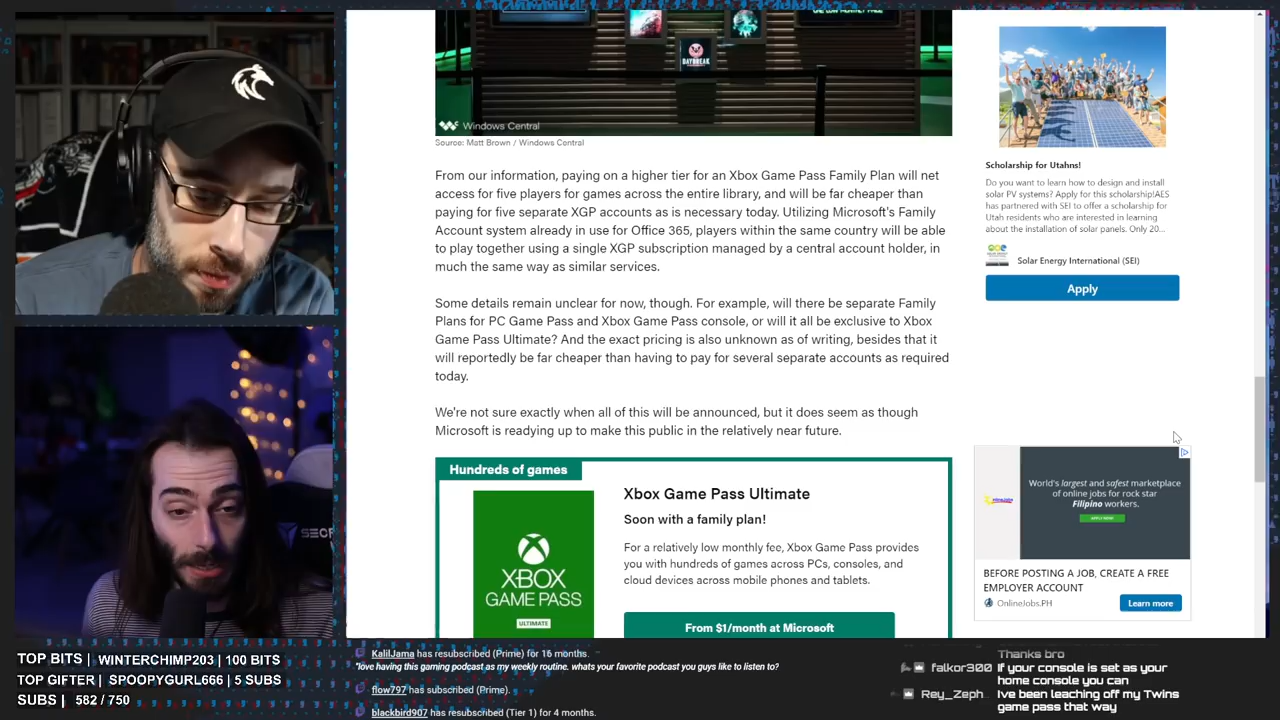 DAYBREAK
Windows Central
Source: Matt Brown / Windows Central
From our information, paying on a higher tier for an Xbox Game Pass Family Plan will net
access for five players for games across the entire library, and will be far cheaper than
paying for five separate XGP accounts as is necessary today. Utilizing Microsoft's Family
Account system already in use for Office 365, players within the same country will be able
to play together using a single XGP subscription managed by a central account holder, in
much the same way as similar services.
Some details remain unclear for now, though. For example, will there be separate Family
Plans for PC Game Pass and Xbox Game Pass console, or will it all be exclusive to Xbox
Game Pass Ultimate? And the exact pricing is also unknown as of writing, besides that it
will reportedly be far cheaper than having to pay for several separate accounts as required
today.
We're not sure exactly when all of this will be announced, but it does seem as though
Microsoft is readying up to make this public in the relatively near future.
Hundreds of games
XBOX
GAME PASS
ULTIMATE
Xbox Game Pass Ultimate
Soon with a family plan!
For a relatively low monthly fee, Xbox Game Pass provides
you with hundreds of games across PCs, consoles, and
cloud devices across mobile phones and tablets.
From $1/month at Microsoft
Scholarship for Utahns!
Do you want to learn how to design and install
solar PV systems? Apply for this scholarship!AES
has partnered with SEI to offer a scholarship for
Utah residents who are interested in learning
about the installation of solar panels. Only 20...
Solar Energy International (SEI)
Apply
World's largest and safest marketplace
of online jobs for rock star
Filipino workers.
BEFORE POSTING A JOB, CREATE A FREE
EMPLOYER ACCOUNT
OnlineJobs.PH
Learn more
TOP BITS | WINTERCHIMP203 | 100 BITS
TOP GIFTER | SPOOPYGURL666 | 5 SUBS
SUBS | 582 / 750
KalilJama has resubscribed (Prime) for 16 months.
"love having this gaming podcast as my weekly routine. whats your favorite podcast you guys like to listen to?
flow797 has subscribed (Prime).
blackbird907 has resubscribed (Tier 1) for 4 months.
Thanks bro
falkor300 If your console is set as your
home console you can
Rey_Zeph_ I've been leaching off my Twins
game pass that way